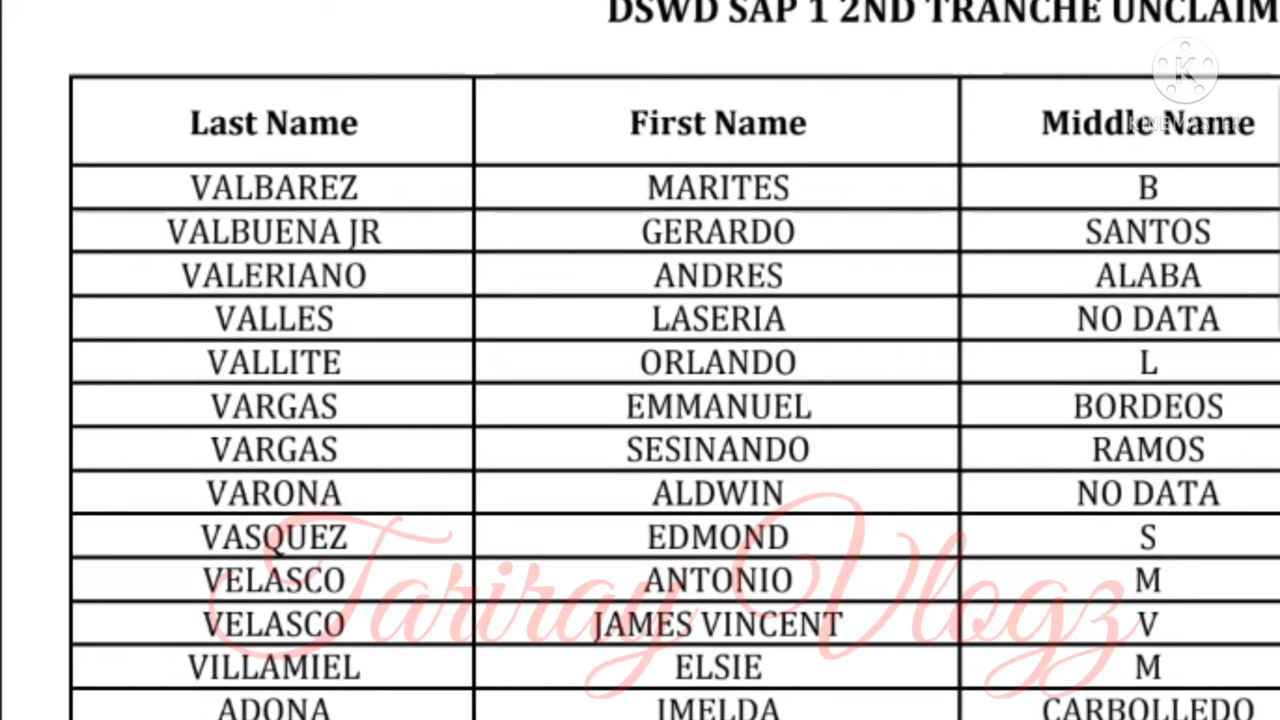 DSWD SAP 1 2ND TRANCHE UNCLAIM
Last Name First Name Middle Name
KINEMASTER
VALBAREZ MARITES B
VALBUENA JR GERARDO SANTOS
VALERIANO ANDRES ALABA
VALLES LASERIA NO DATA
VALLITE ORLANDO L
VARGAS EMMANUEL BORDEOS
VARGAS SESINANDO RAMOS
VARONA ALDWIN NO DATA
VASQUEZ EDMOND S
VELASCO ANTONIO M
Tariray Vlogz
VELASCO JAMES VINCENT V
VILLAMIEL ELSIE M
ADONA IMELDA CARBOLLEDO